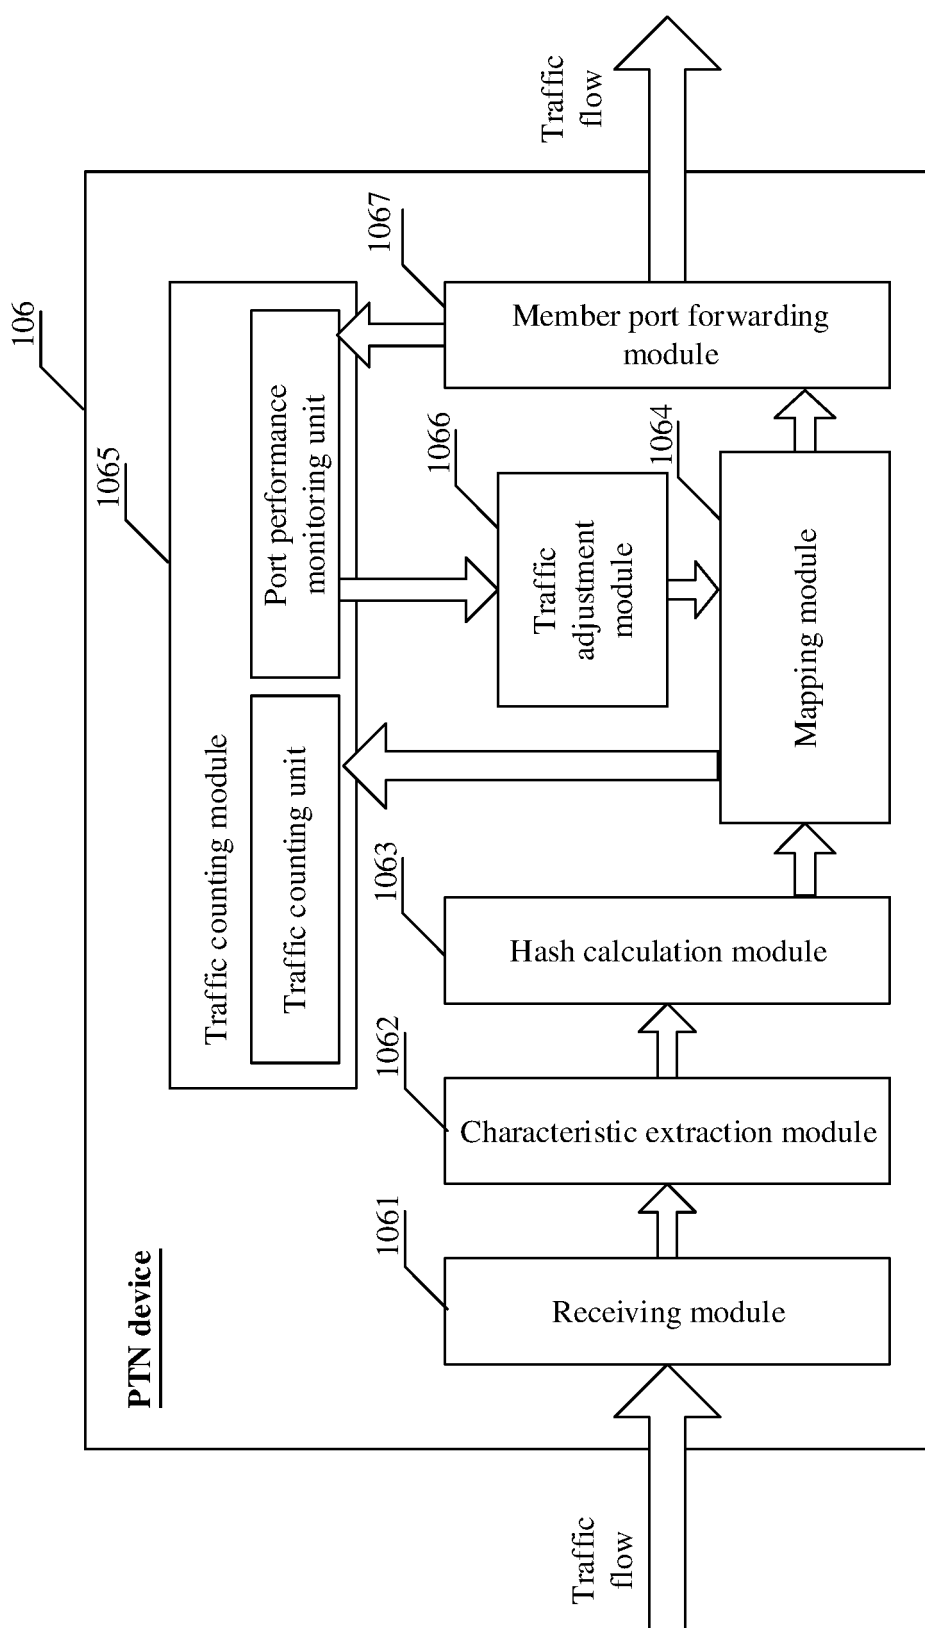 PTN device
106
1065
Traffic counting module
Traffic counting unit
Port performance
monitoring unit
1066
Traffic
adjustment
module
1067
Member port forwarding
module
1064
Mapping module
1063
Hash calculation module
1062
Characteristic extraction module
1061
Receiving module
Traffic
flow
Traffic
flow